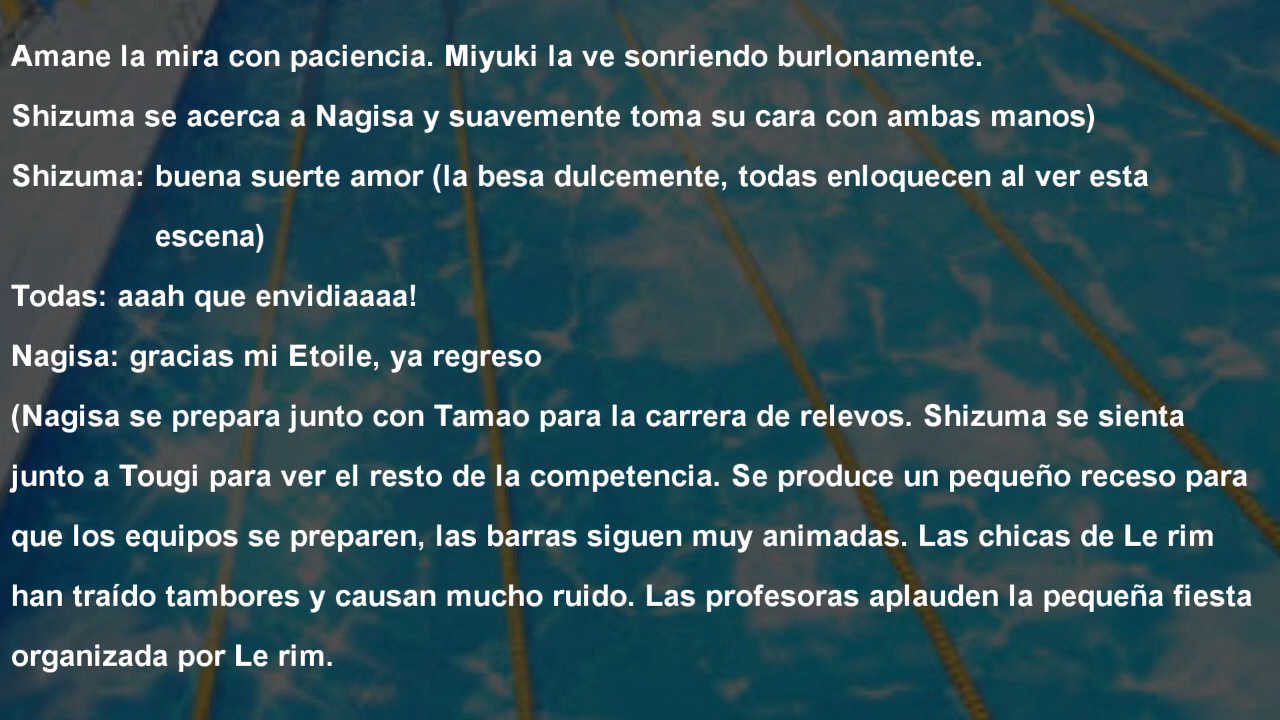 Amane la mira con paciencia. Miyuki la ve sonriendo burlonamente.
Shizuma se acerca a Nagisa y suavemente toma su cara con ambas manos)
Shizuma: buena suerte amor (la besa dulcemente, todas enloquecen al ver esta
escena)
Todas: aaah que envidiaaaa!
Nagisa: gracias mi Etoile, ya regreso
(Nagisa se prepara junto con Tamao para la carrera de relevos. Shizuma se sienta
junto a Tougi para ver el resto de la competencia. Se produce un pequeño receso para
que los equipos se preparen, las barras siguen muy animadas. Las chicas de Le rim
han traído tambores y causan mucho ruido. Las profesoras aplauden la pequeña fiesta
organizada por Le rim.